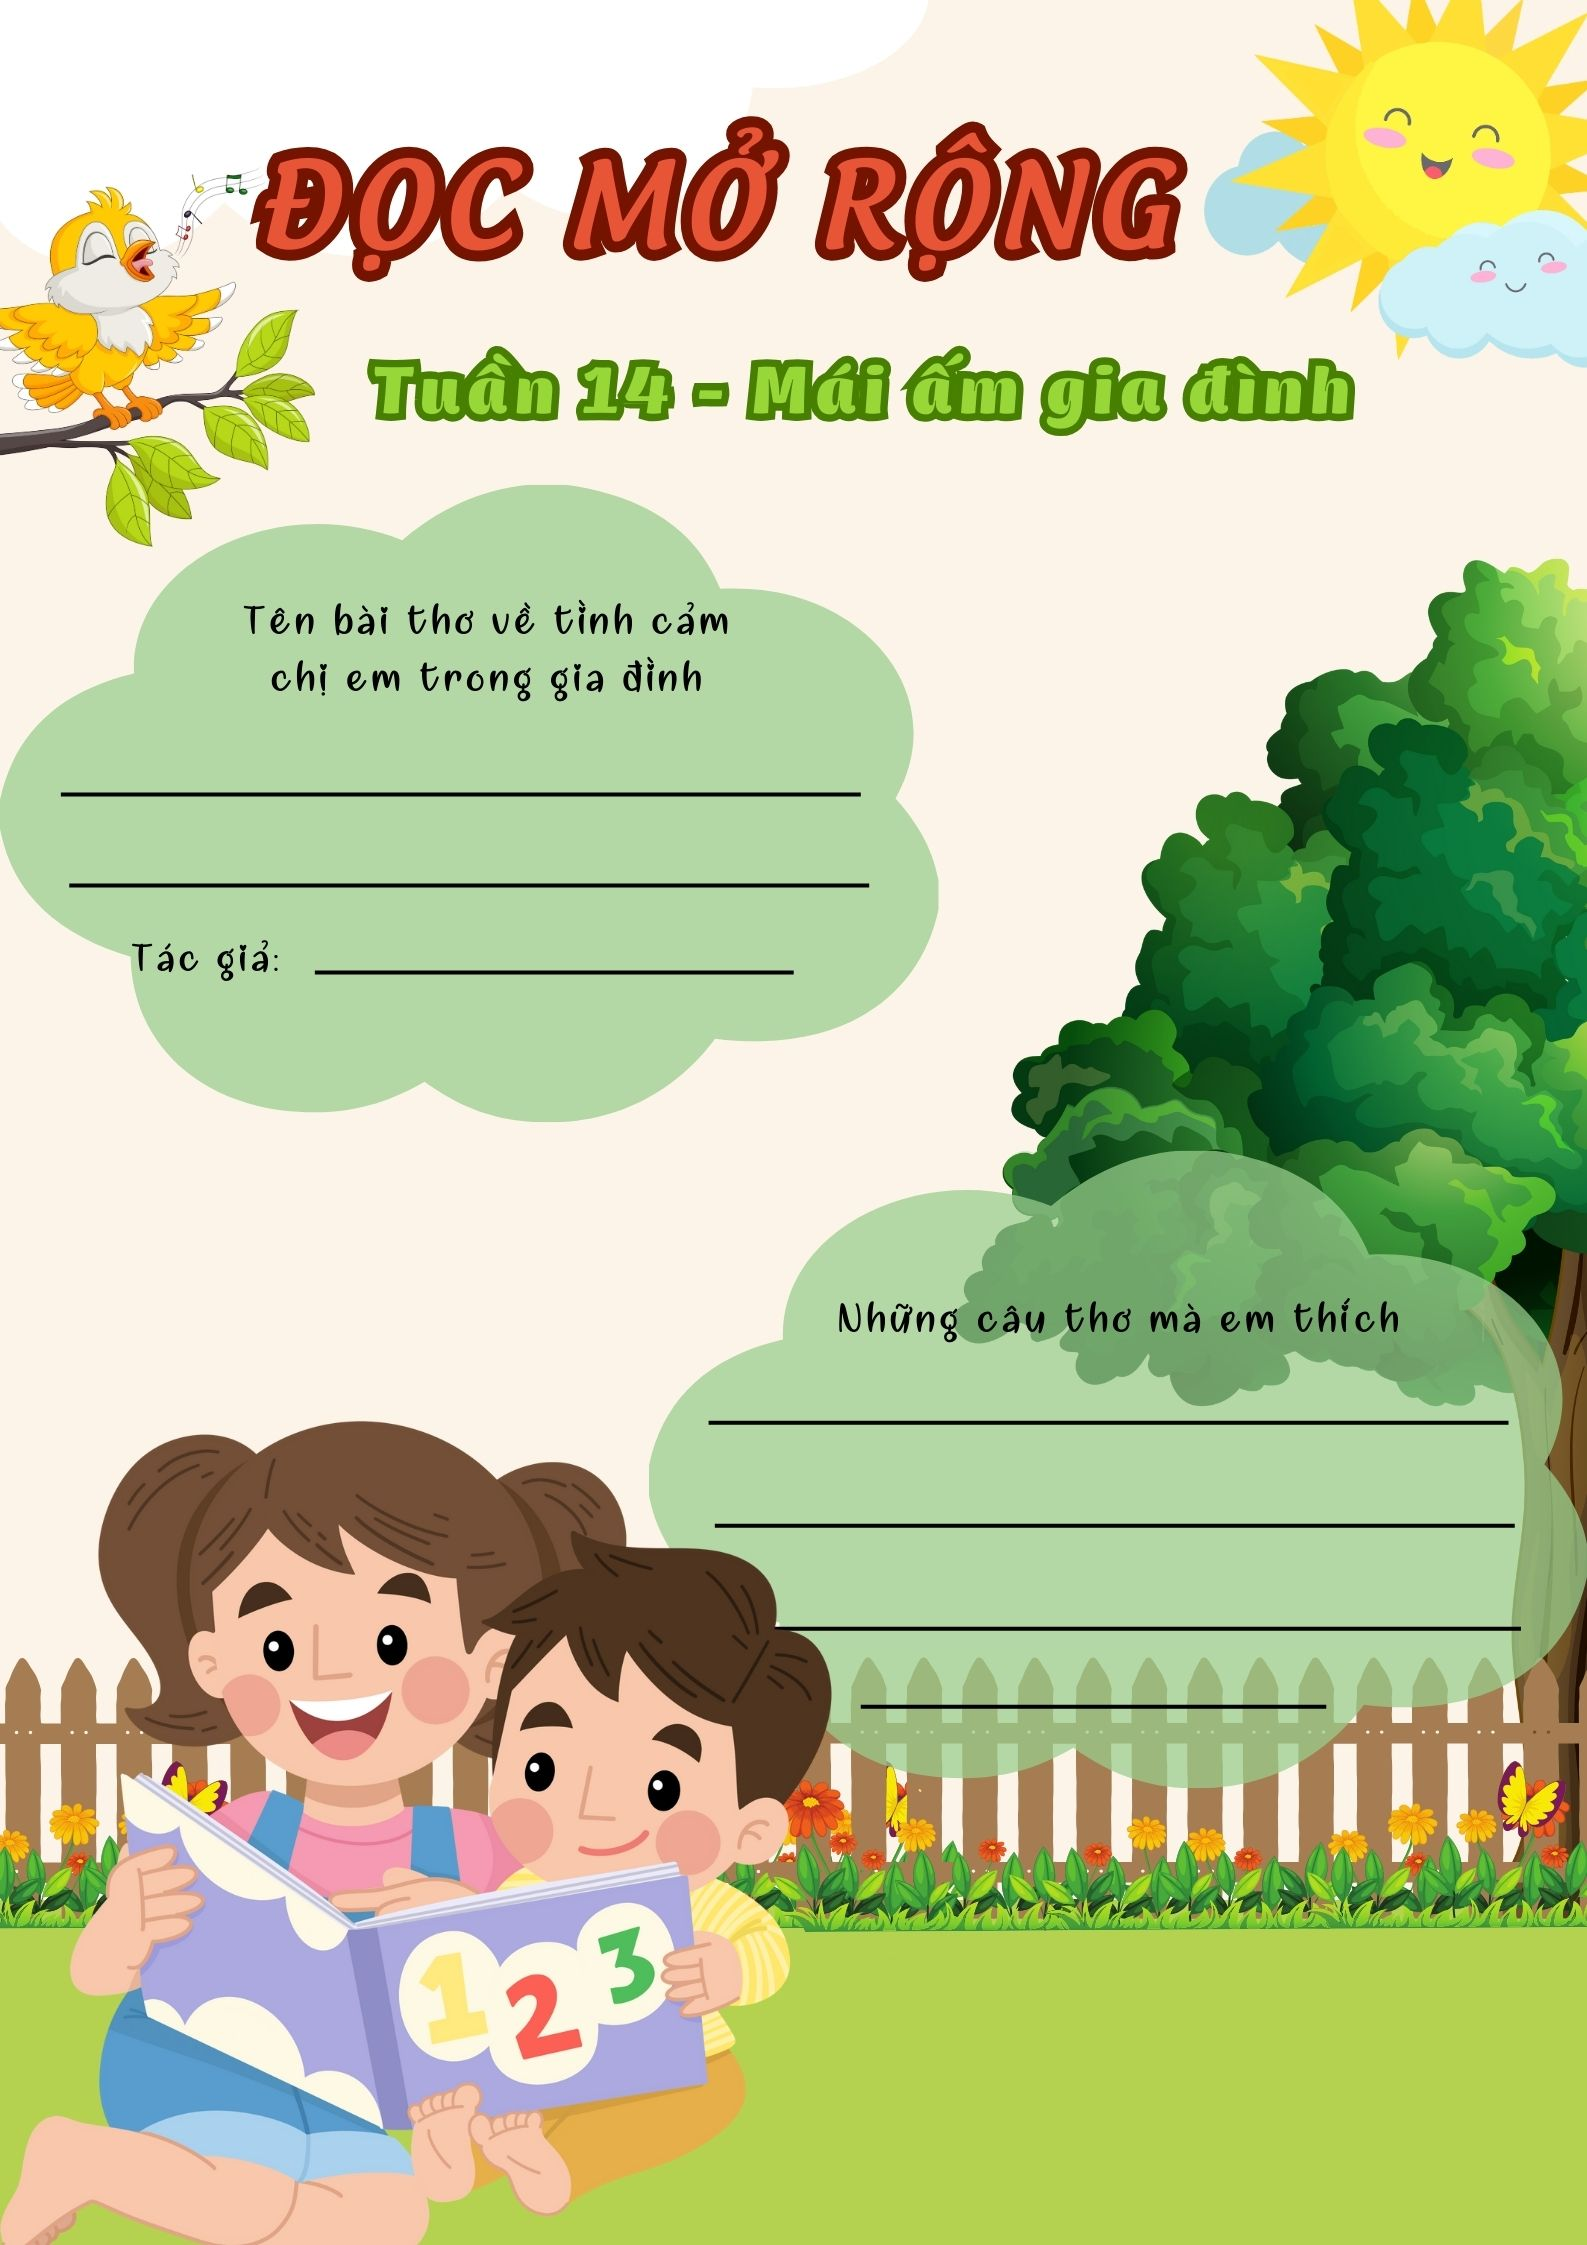 ĐỌC MỞ RỘNG
Tuần 14 - Mái ấm gia đình
Tên bài thơ về tình cảm
chị em trong gia đình
Tác giả:
Những câu thơ mà em thích
1 2 3